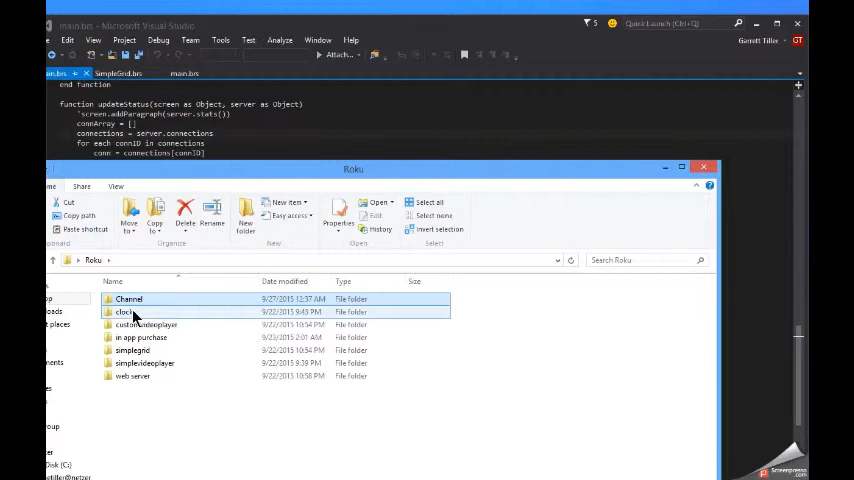 main.brs - Microsoft Visual Studio
5
Quick Launch (Ctrl+Q)
Edit View Project Build Debug Team Tools Test Analyze Window Help
Garrett Tiller GT
Attach...
SimpleGrid.brs main.brs
end function
function updateStatus(screen as Object, server as Object)
'screen.addParagraph(server.stats())
connArray = []
connections = server.connections
for each connID in connections
conn = connections[connID]
Roku
Share View
Cut
Copy path
Paste shortcut
Move to
Copy to
Delete
Rename
New folder
New item
Easy access
Properties
Open
Edit
History
Select all
Select none
Invert selection
Organize New Open Select
Roku
Search Roku
Name Date modified Type Size
Channel 9/27/2015 12:37 AM File folder
clock 9/22/2015 9:43 PM File folder
customvideoplayer 9/22/2015 10:54 PM File folder
in app purchase 9/23/2015 2:01 AM File folder
simplegrid 9/22/2015 10:54 PM File folder
simplevideoplayer 9/22/2015 9:39 PM File folder
web server 9/22/2015 10:58 PM File folder
Disk (C:)
Screenpresso